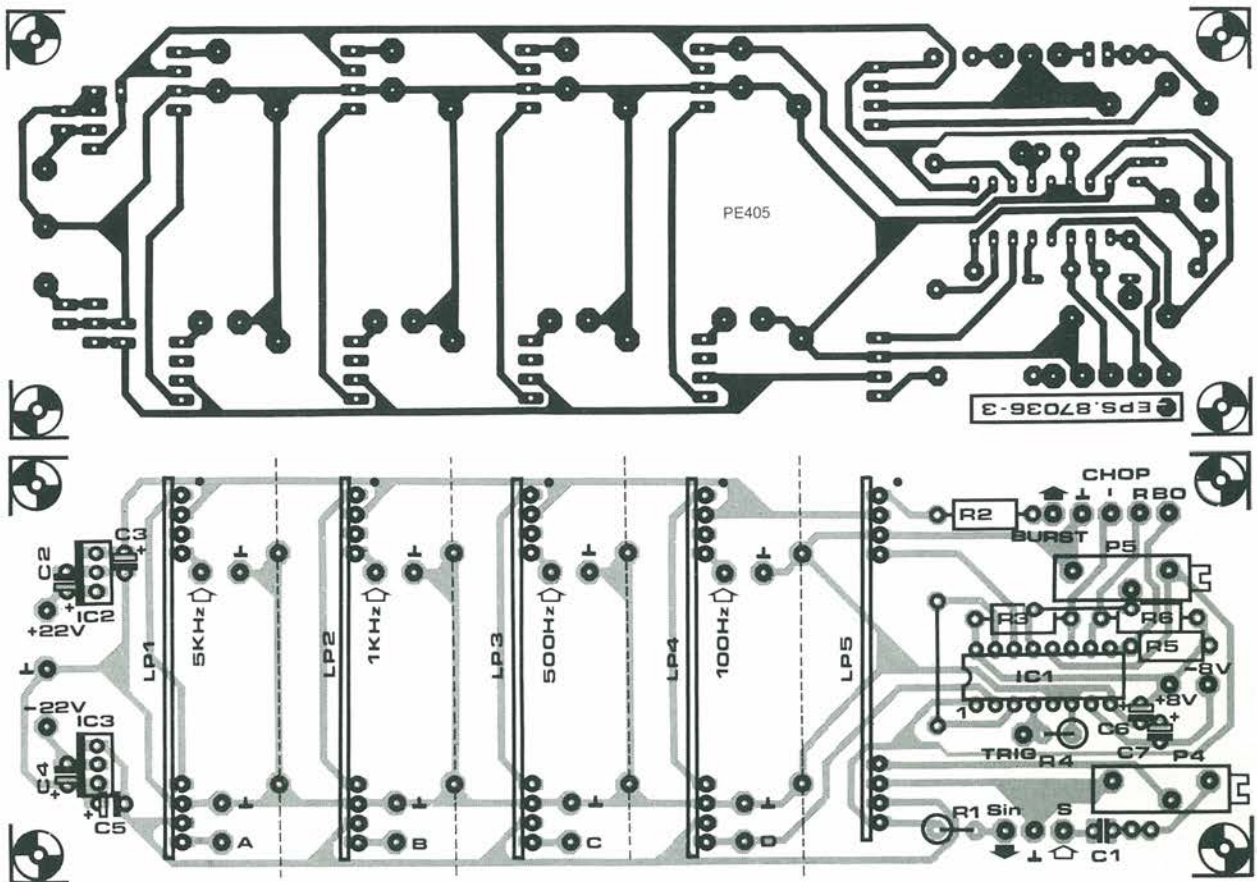 PE405
EPS.87036-3
CHOP
BURST
R BO
R2
P5
C3
C2
IC2
+22V
5KHz
1KHz
500Hz
100Hz
LP1
LP2
LP3
LP4
LP5
R3
R6
R5
IC1
1
-8V
+8V
-22V
IC3
C4
C5
TRIG
R4
C6
C7
P4
R1
Sin
S
C1
A
B
C
D